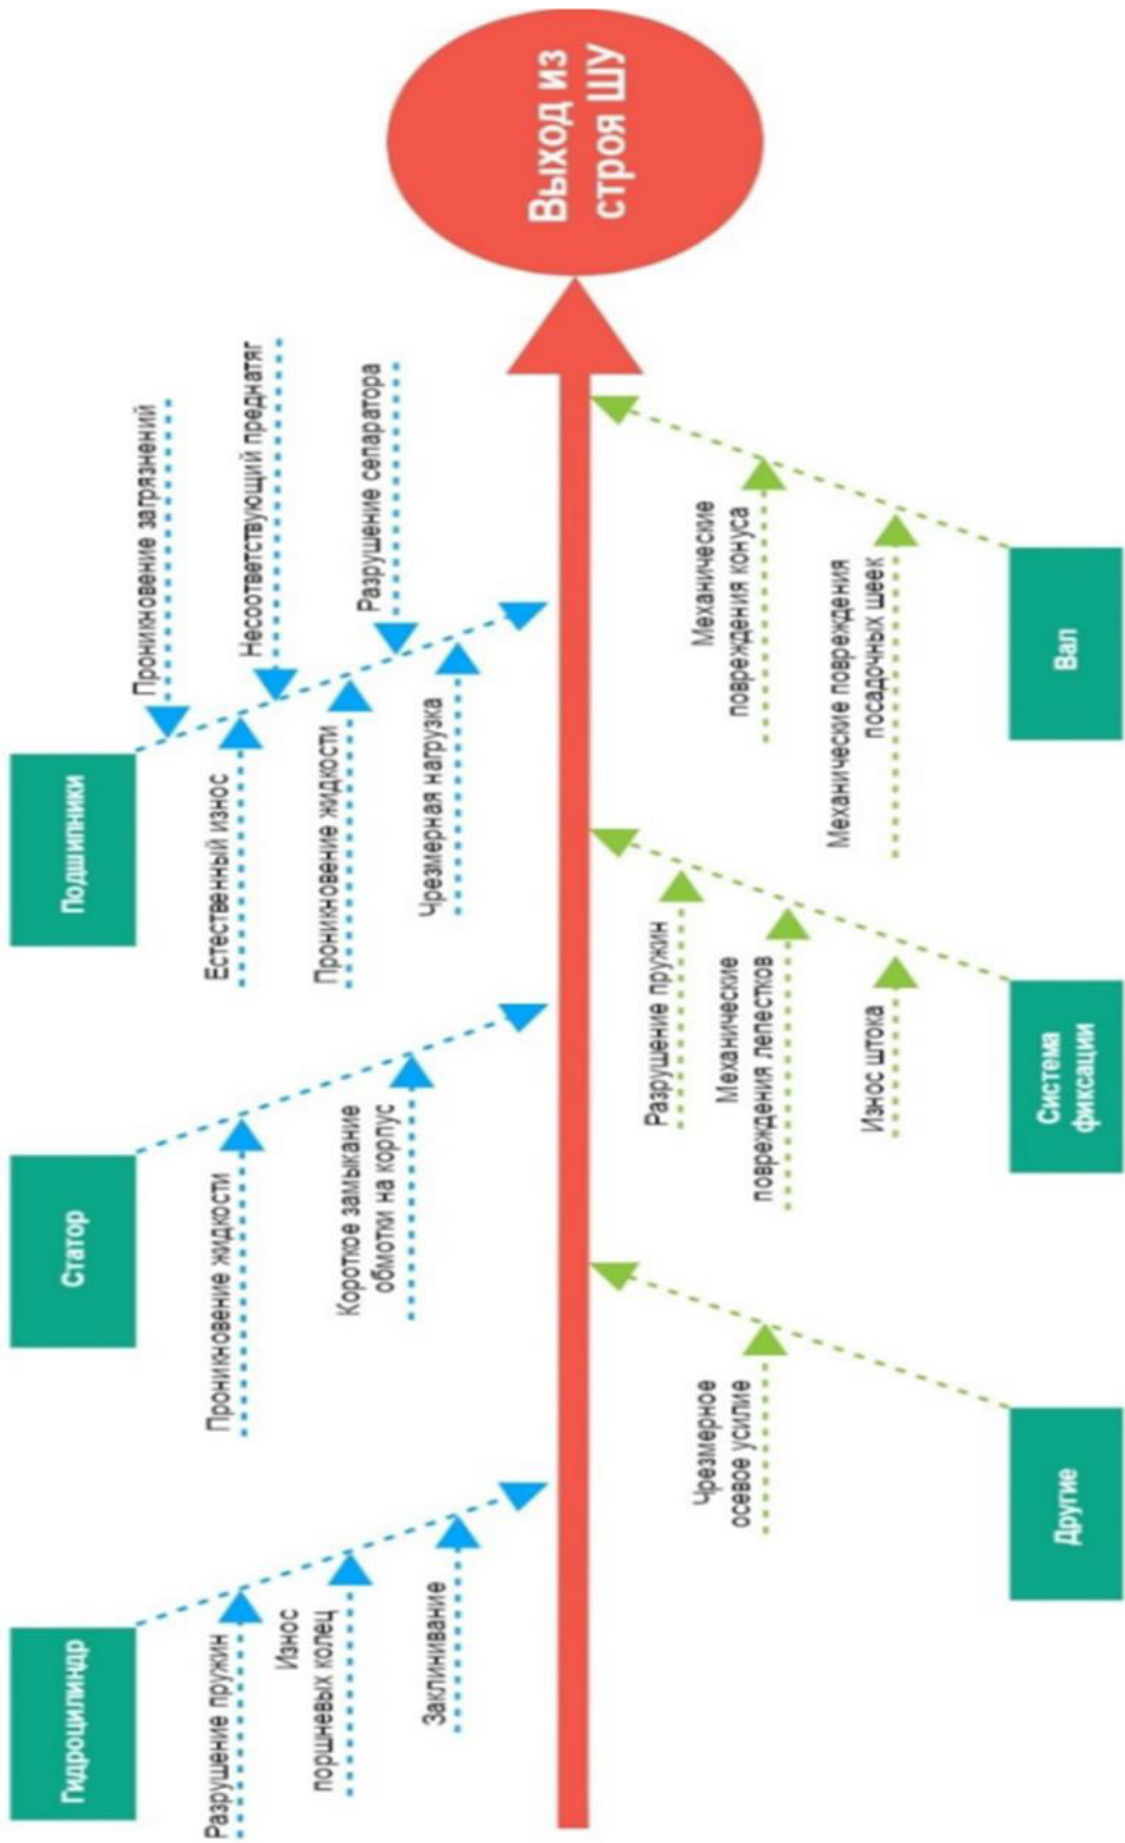 Гидроцилиндр
Разрушение пружин
Износ
поршневых колец
Заклинивание
Статор
Проникновение жидкости
Короткое замыкание
обмотки на корпус
Подшипники
Проникновение загрязнений
Естественный износ
Несоответствующий преднатяг
Проникновение жидкости
Разрушение сепаратора
Чрезмерная нагрузка
Выход из
строя ШУ
Чрезмерное
осевое усилие
Другие
Разрушение пружин
Механические
повреждения лепестков
Износ штока
Система
фиксации
Механические
повреждения конуса
Механические повреждения
посадочных шеек
Вал